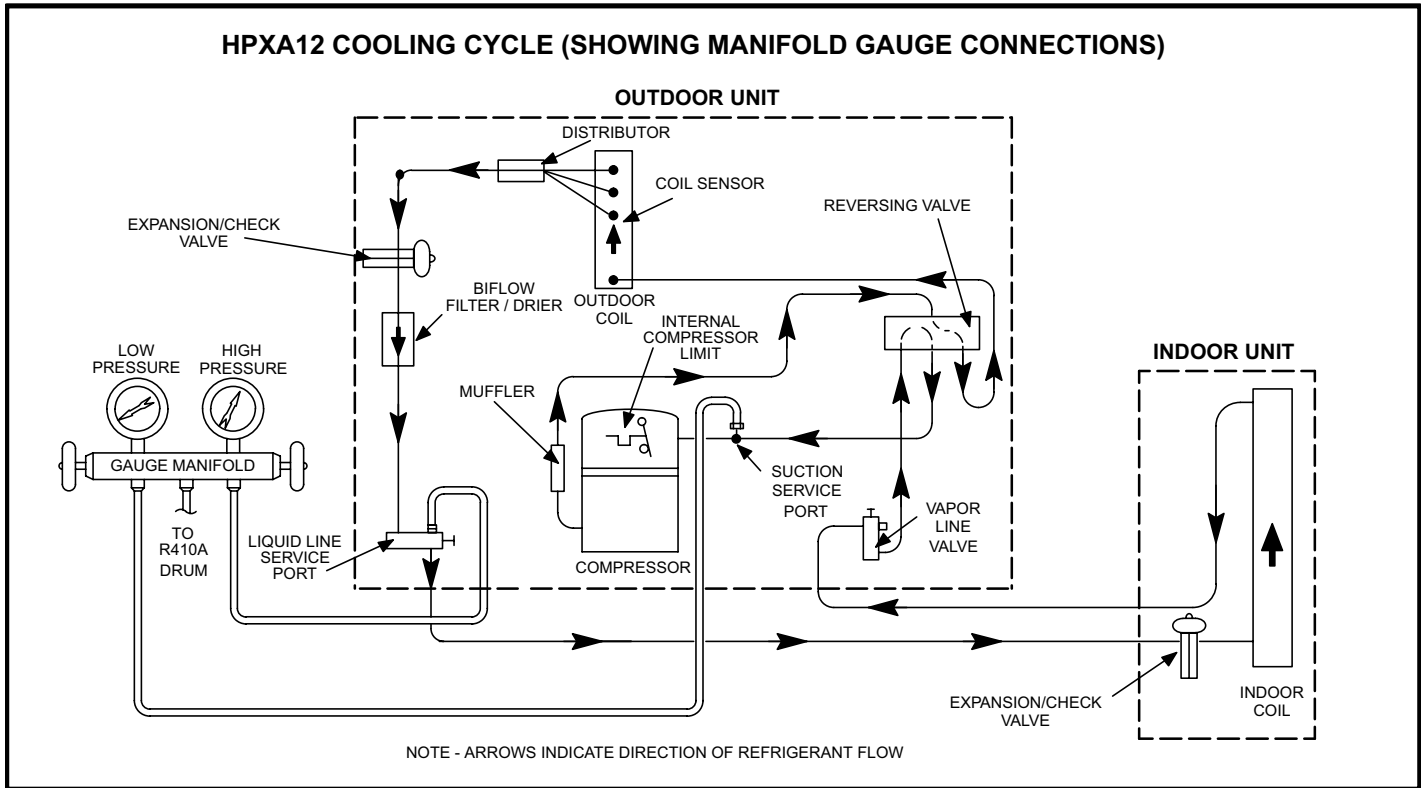 HPXA12 COOLING CYCLE (SHOWING MANIFOLD GAUGE CONNECTIONS)
OUTDOOR UNIT
DISTRIBUTOR
COIL SENSOR
REVERSING VALVE
EXPANSION/CHECK
VALVE
BIFLOW
FILTER / DRIER
OUTDOOR
COIL
INTERNAL
COMPRESSOR
LIMIT
LOW
PRESSURE
HIGH
PRESSURE
INDOOR UNIT
MUFFLER
GAUGE MANIFOLD
SUCTION
SERVICE
PORT
TO
R410A
DRUM
LIQUID LINE
SERVICE
PORT
VAPOR
LINE
VALVE
COMPRESSOR
EXPANSION/CHECK
VALVE
INDOOR
COIL
NOTE - ARROWS INDICATE DIRECTION OF REFRIGERANT FLOW